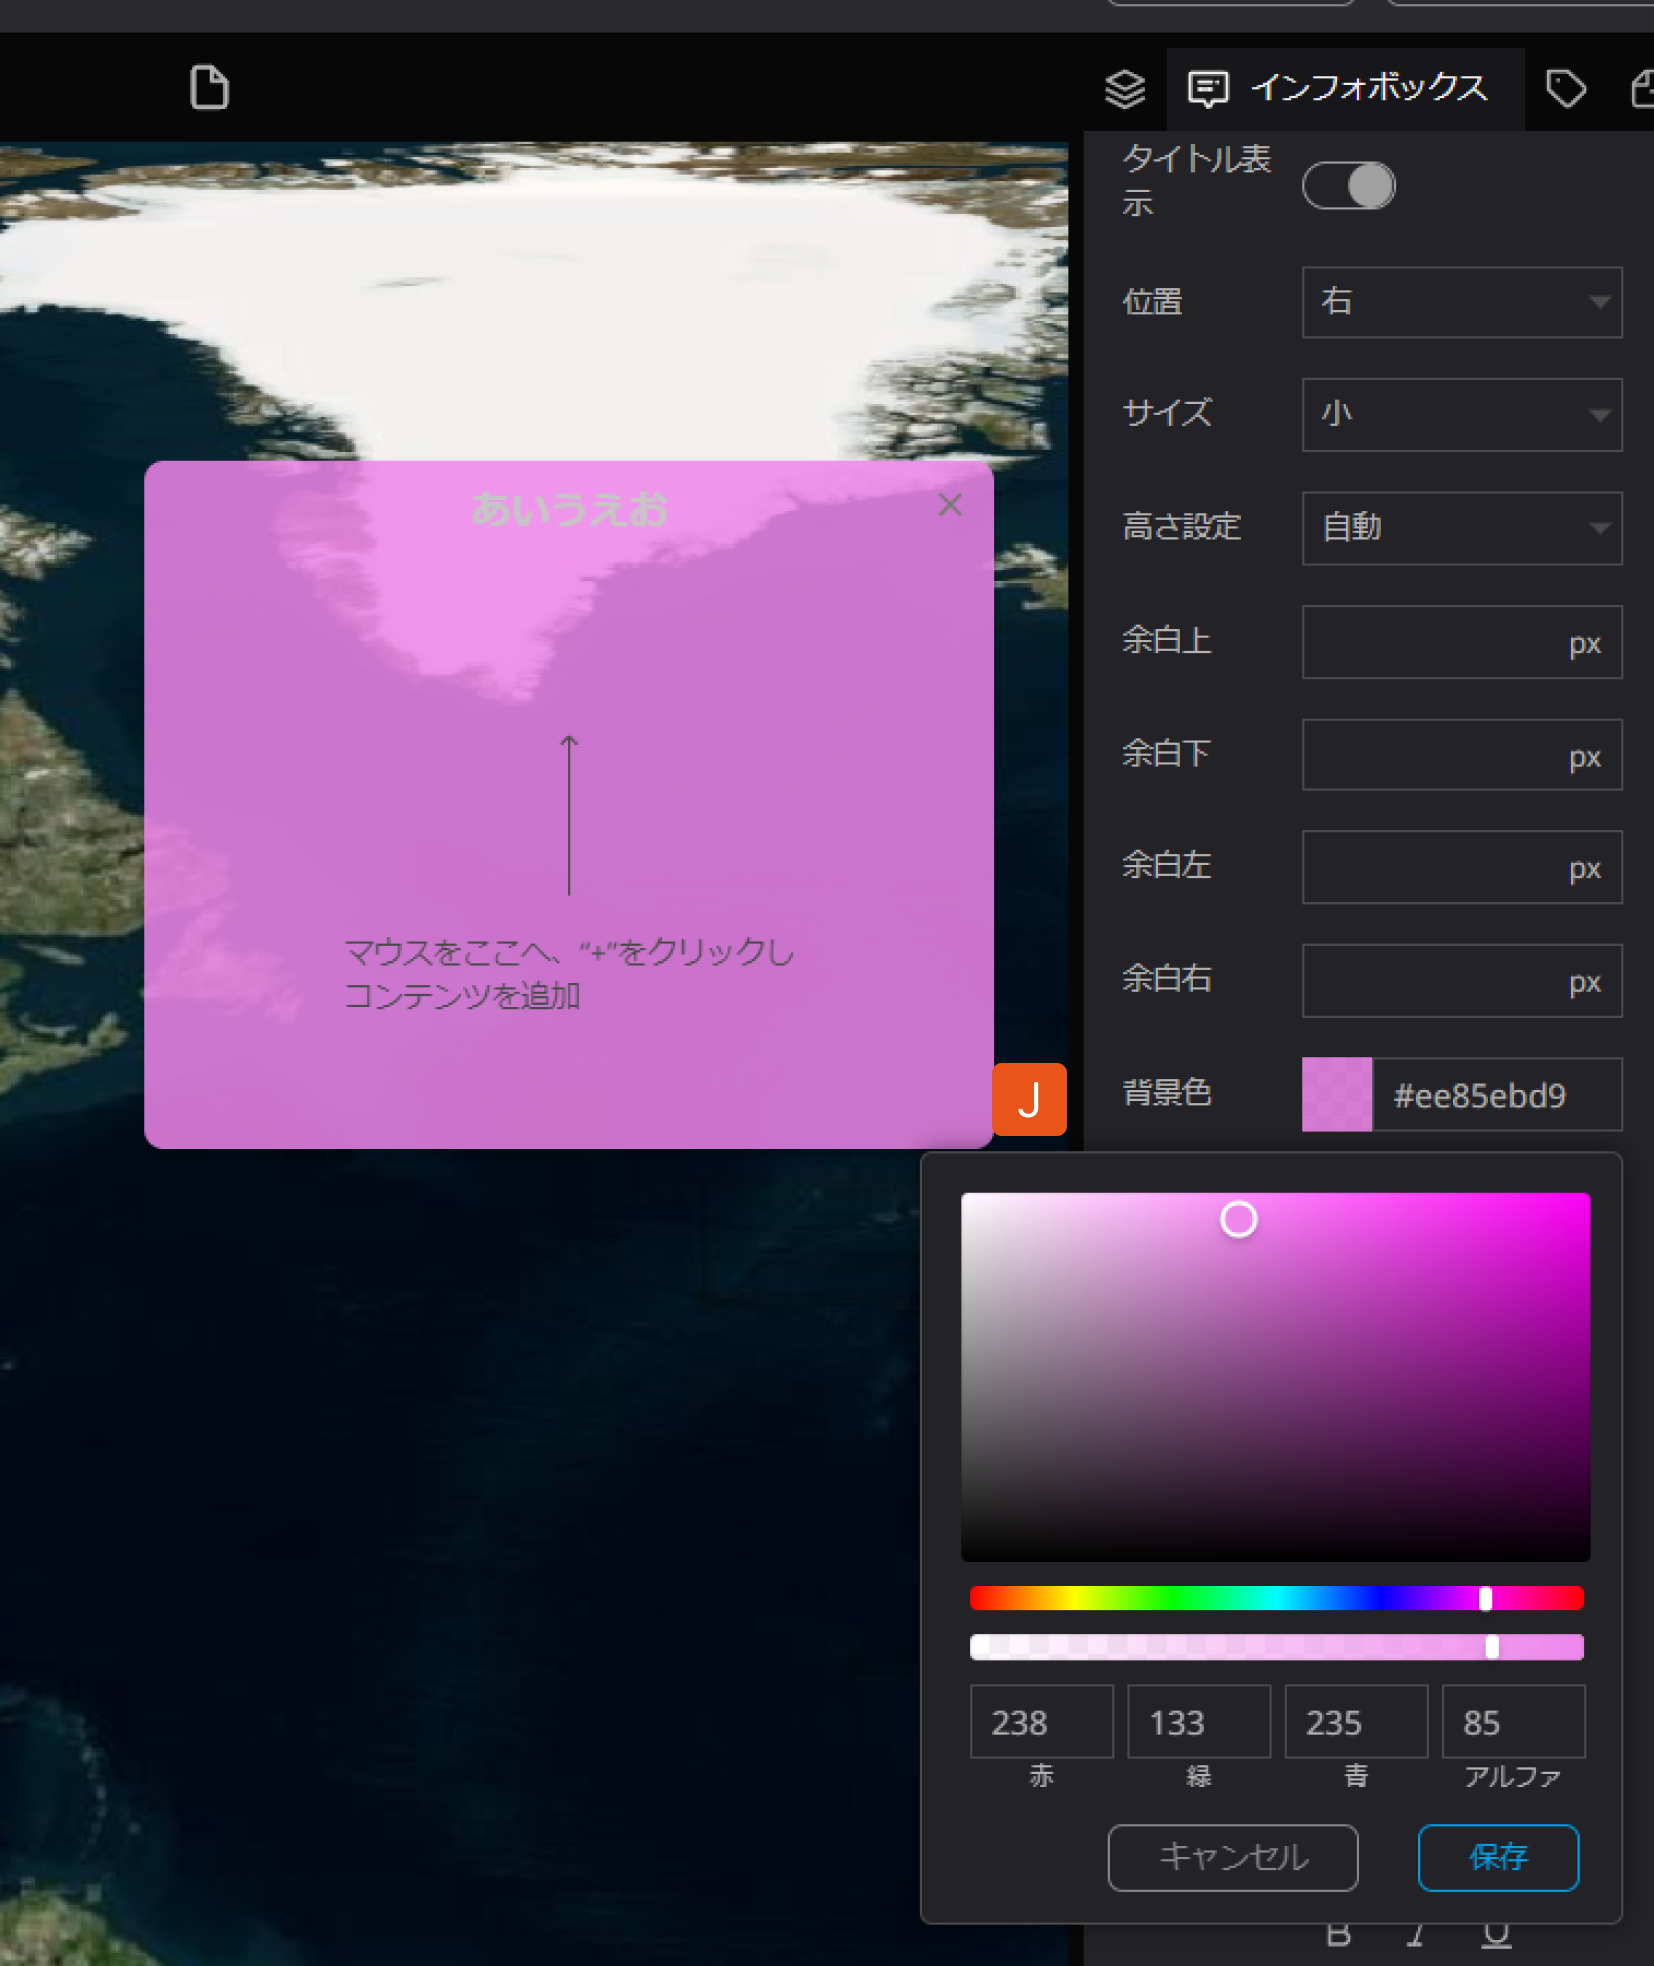 インフォボックス
タイトル表
示
位置
右
サイズ
小
高さ設定
自動
余白上
px
余白下
px
余白左
px
余白右
px
背景色
#ee85ebd9
あいうえお
マウスをここへ、“+”をクリックし
コンテンツを追加
J
238
133
235
85
赤
緑
青
アルファ
キャンセル
保存
B I U